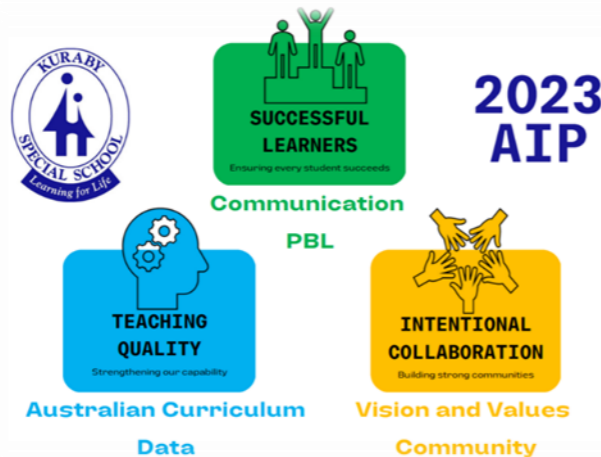 KURABY
SPECIAL SCHOOL
Learning for Life
2023
AIP
SUCCESSFUL
LEARNERS
Ensuring every student succeeds
Communication
PBL
TEACHING
QUALITY
Strengthening our capability
Australian Curriculum
Data
INTENTIONAL
COLLABORATION
Building strong communities
Vision and Values
Community